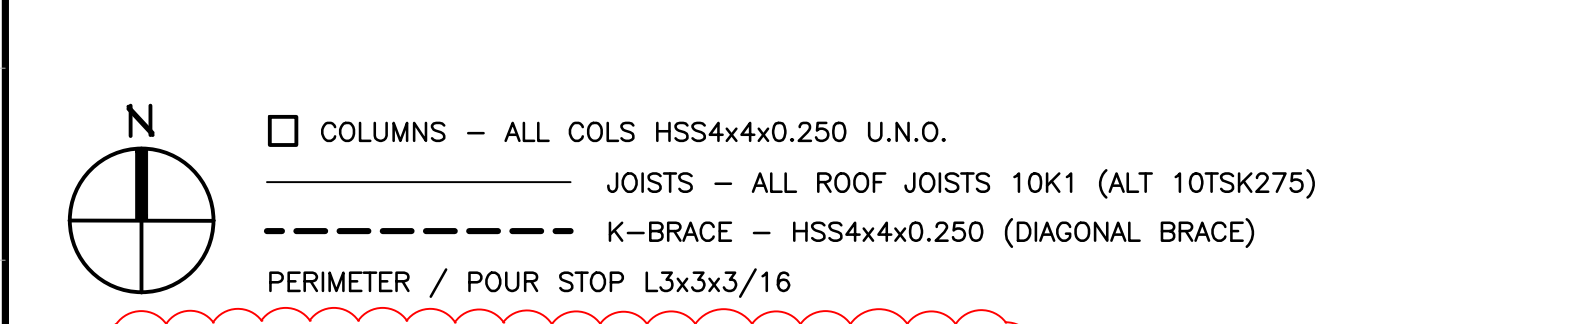 N
COLUMNS - ALL COLS HSS4x4x0.250 U.N.O.
JOISTS - ALL ROOF JOISTS 10K1 (ALT 10TSK275)
K-BRACE - HSS4x4x0.250 (DIAGONAL BRACE)
PERIMETER / POUR STOP L3x3x3/16